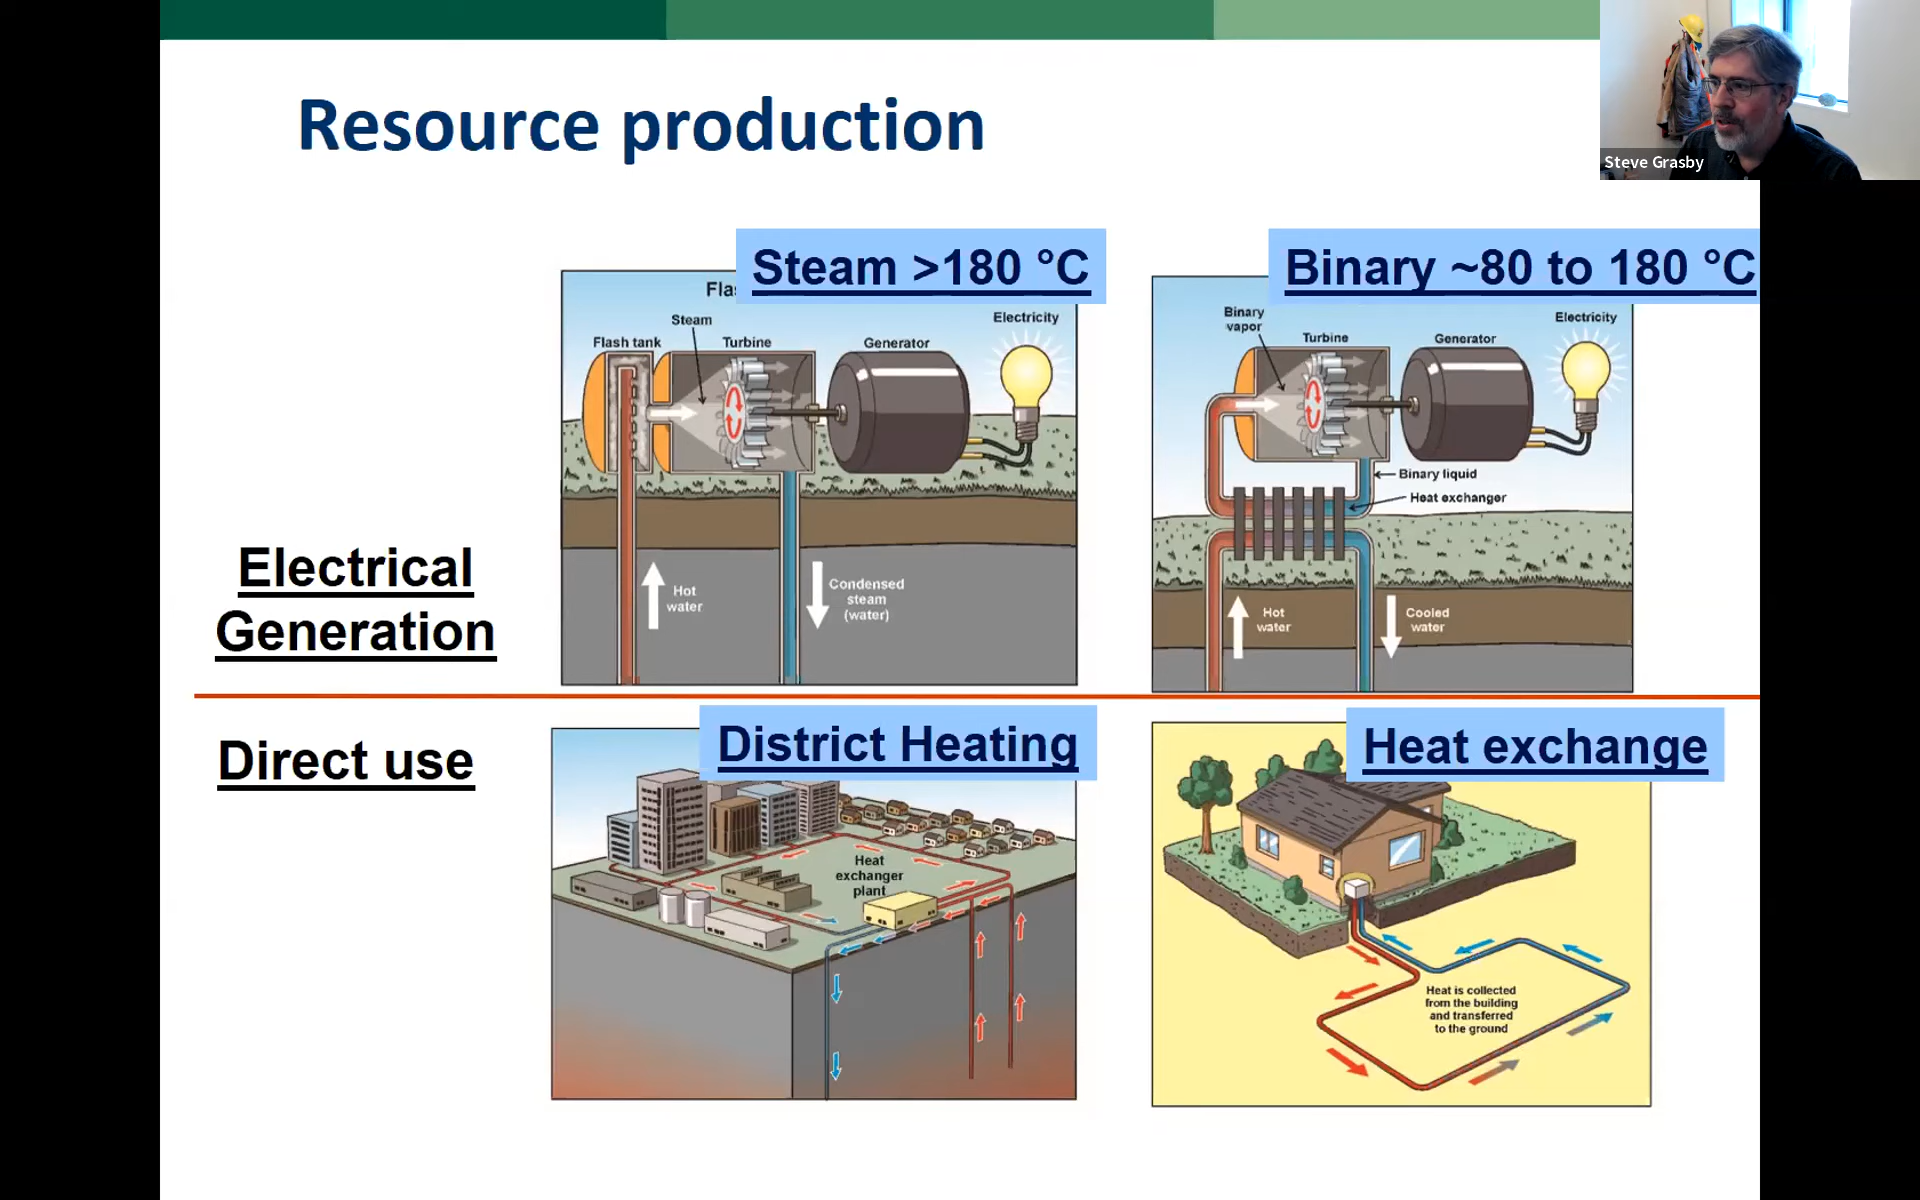 Resource production
Steve Grasby
Steam >180 °C
Binary ~80 to 180 °C
Steam
Electricity
Flash tank
Turbine
Generator
Hot
water
Condensed
steam
(water)
Binary
vapor
Electricity
Turbine
Generator
Binary liquid
Heat exchanger
Hot
water
Cooled
water
Electrical
Generation
Direct use
District Heating
Heat
exchanger
plant
Heat exchange
Heat is collected
from the building
and transferred
to the ground